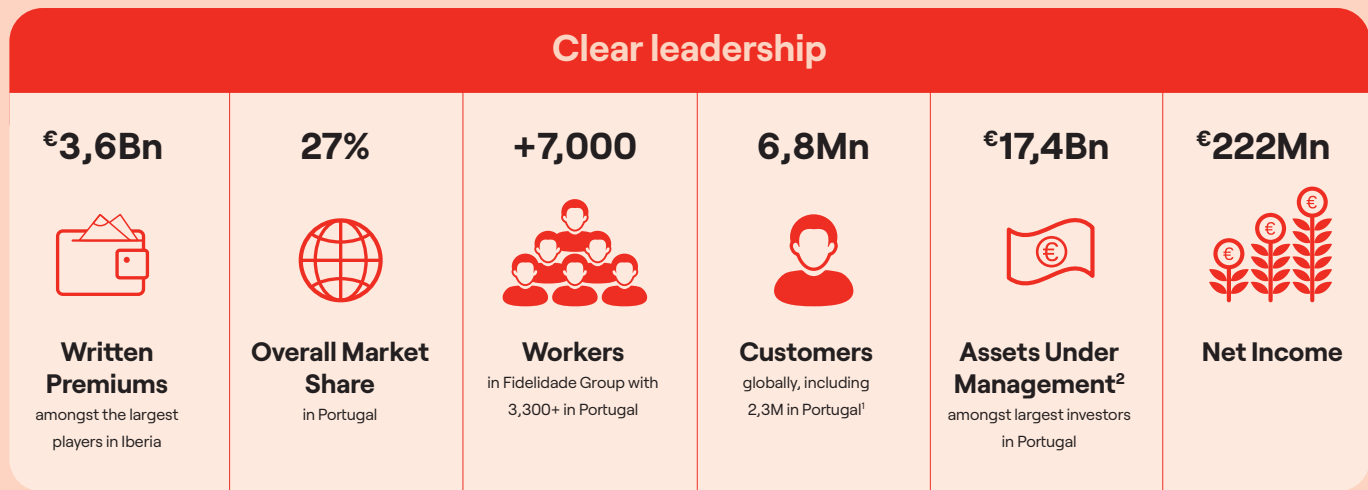 Clear leadership
€3,6Bn
Written
Premiums
amongst the largest
players in Iberia
27%
Overall Market
Share
in Portugal
+7,000
Workers
in Fidelidade Group with
3,300+ in Portugal
6,8Mn
Customers
globally, including
2,3M in Portugal¹
€17,4Bn
€
Assets Under
Management²
amongst largest investors
in Portugal
€222Mn
€
€
€
Net Income